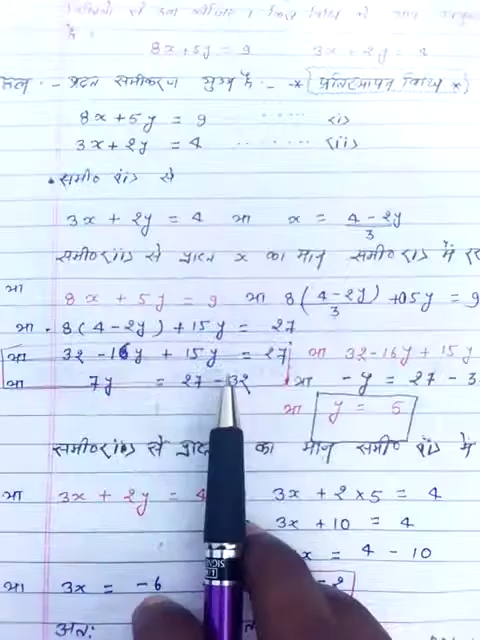 8x+5y = 9 3x+2y = 4
हल - प्रदत्त समीकरण युग्म है - * प्रतिस्थापन विधि *
8x + 5y = 9 ..... (i)
3x + 2y = 4 ....... (ii)
• समी० (ii) से
3x + 2y = 4 या x = 4-2y/3
समी० (ii) से प्राप्त x का मान समी० (i) में
या 8x + 5y = 9 या 8(4-2y/3) + 05y = 9
या • 8(4-2y) + 15y = 27
या 32 -16y + 15y = 27 या 32-16y + 15y
या 7y = 27 -32 या -y = 27 - 3
या y = 5
समी० से प्राप्त का मान समी० (ii) में
या 3x + 2y = 4 3x + 2×5 = 4
3x + 10 = 4
x = 4 - 10
या 3x = -6 -2
अतः